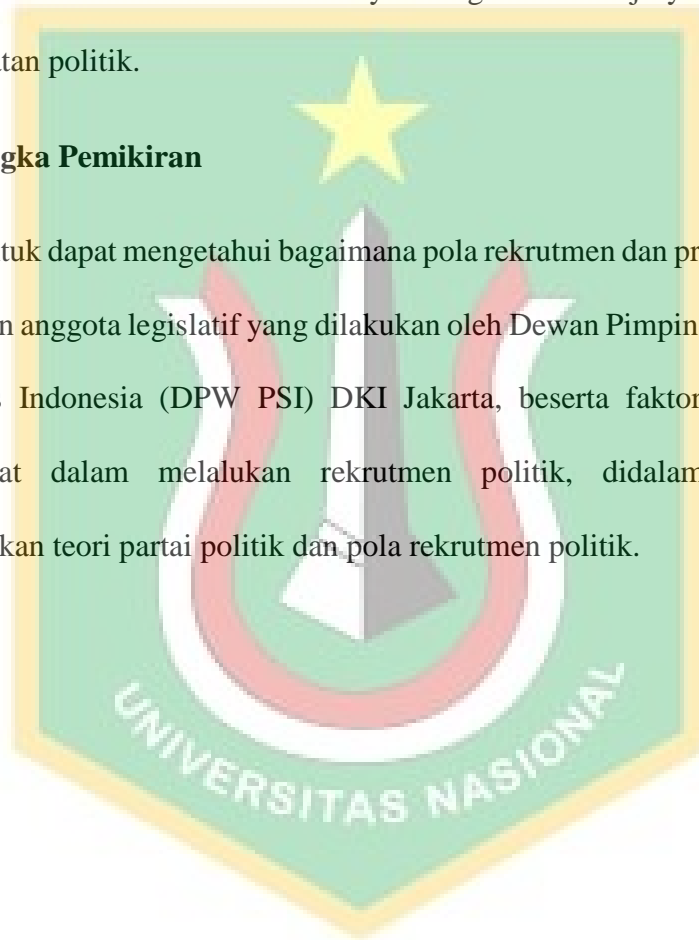 tan politik.
gka Pemikiran
tuk dapat mengetahui bagaimana pola rekrutmen dan pr
n anggota legislatif yang dilakukan oleh Dewan Pimpin
s Indonesia (DPW PSI) DKI Jakarta, beserta faktor
at dalam melalukan rekrutmen politik, didalam
kan teori partai politik dan pola rekrutmen politik.
UNIVERSITAS NASIONAL